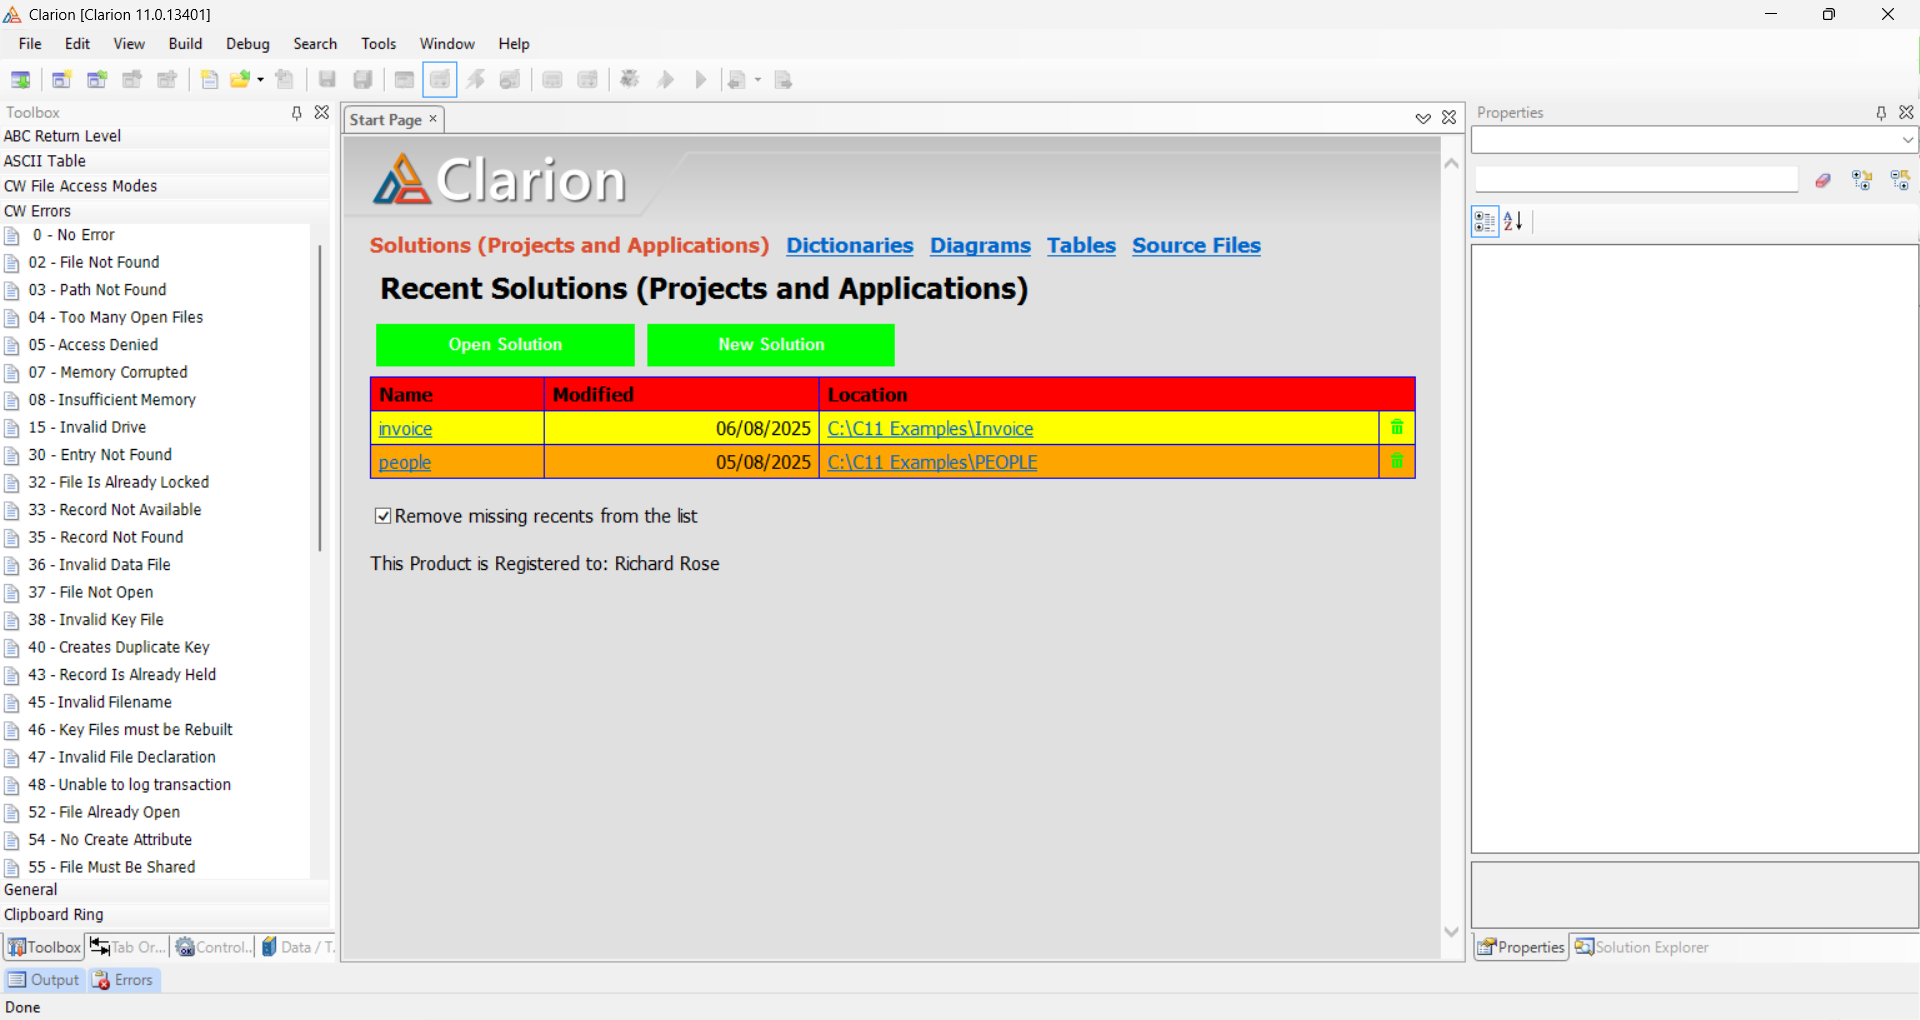 Clarion [Clarion 11.0.13401]
File Edit View Build Debug Search Tools Window Help
Toolbox
ABC Return Level
ASCII Table
CW File Access Modes
CW Errors
0 - No Error
02 - File Not Found
03 - Path Not Found
04 - Too Many Open Files
05 - Access Denied
07 - Memory Corrupted
08 - Insufficient Memory
15 - Invalid Drive
30 - Entry Not Found
32 - File Is Already Locked
33 - Record Not Available
35 - Record Not Found
36 - Invalid Data File
37 - File Not Open
38 - Invalid Key File
40 - Creates Duplicate Key
43 - Record Is Already Held
45 - Invalid Filename
46 - Key Files must be Rebuilt
47 - Invalid File Declaration
48 - Unable to log transaction
52 - File Already Open
54 - No Create Attribute
55 - File Must Be Shared
General
Clipboard Ring
Toolbox Tab Or... Control... Data / T...
Start Page
Clarion
Solutions (Projects and Applications) Dictionaries Diagrams Tables Source Files
Recent Solutions (Projects and Applications)
Open Solution New Solution
Name Modified Location
invoice 06/08/2025 C:\C11 Examples\Invoice
people 05/08/2025 C:\C11 Examples\PEOPLE
Remove missing recents from the list
This Product is Registered to: Richard Rose
Properties
Properties Solution Explorer
Output Errors
Done